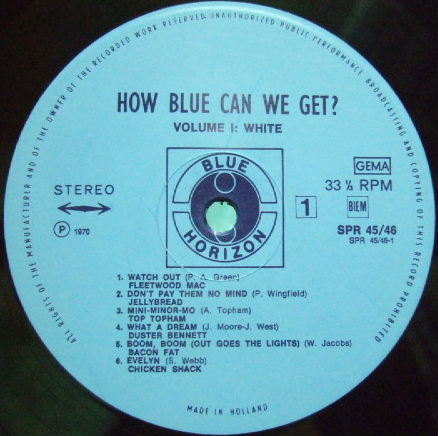 ALL RIGHTS OF THE MANUFACTURER AND OF THE OWNER OF THE RECORDED WORK RESERVED. UNAUTHORIZED PUBLIC PERFORMANCE, BROADCASTING AND COPYING OF THIS RECORD PROHIBITED
HOW BLUE CAN WE GET?
VOLUME I: WHITE
BLUE
HORIZON
STEREO
Ⓟ 1970
GEMA
33 ⅓ RPM
1
BIEM
SPR 45/46
SPR 45/46-1
1. WATCH OUT (P. A. Green)
FLEETWOOD MAC
2. DON'T PAY THEM NO MIND (P. Wingfield)
JELLYBREAD
3. MINI-MINOR-MO (A. Topham)
TOP TOPHAM
4. WHAT A DREAM (J. Moore-J. West)
DUSTER BENNETT
5. BOOM, BOOM (OUT GOES THE LIGHTS) (W. Jacobs)
BACON FAT
6. EVELYN (S. Webb)
CHICKEN SHACK
MADE IN HOLLAND